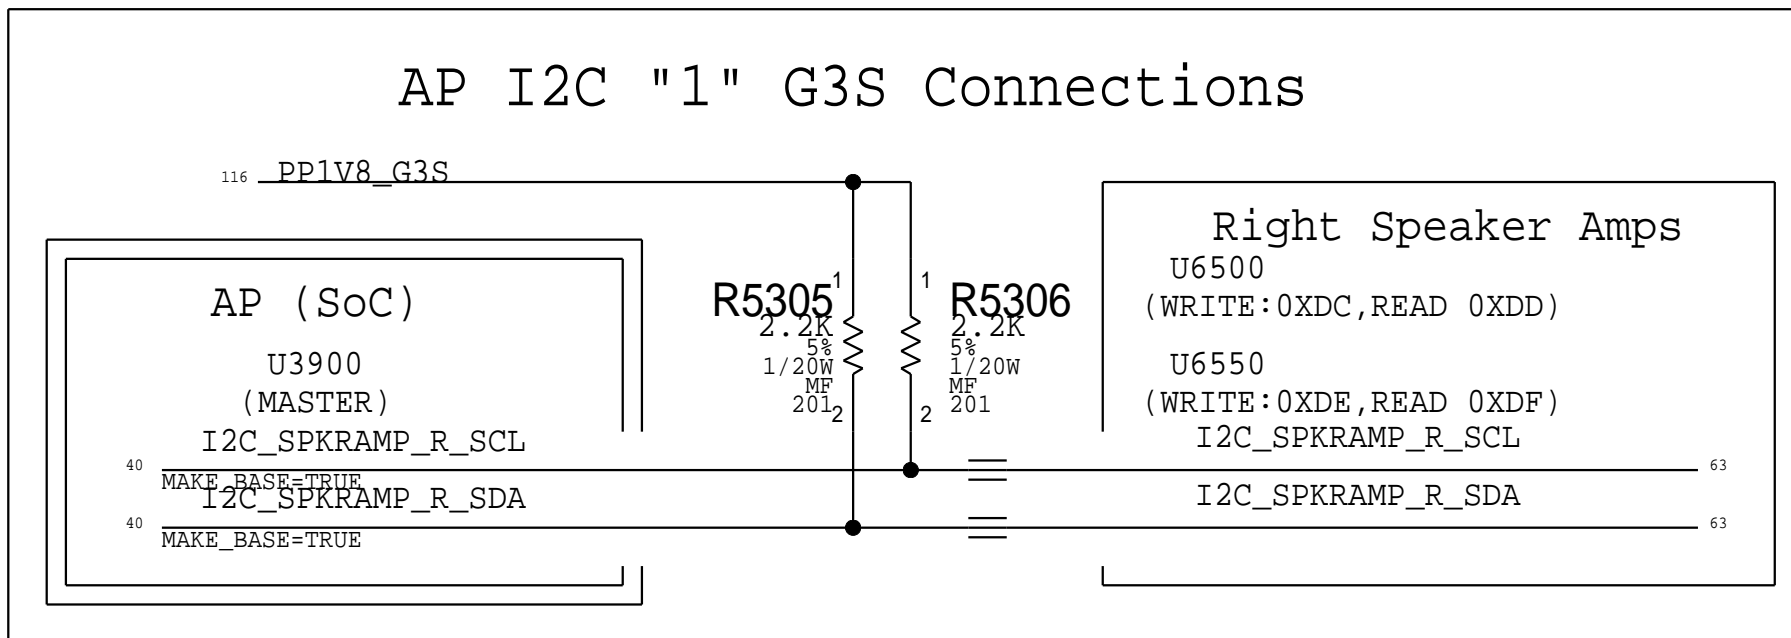 AP I2C "1" G3S Connections
116 PP1V8_G3S
Right Speaker Amps
U6500
(WRITE:0XDC,READ 0XDD)
U6550
(WRITE:0XDE,READ 0XDF)
AP (SoC)
U3900
(MASTER)
R5305
1
2.2K
5%
1/20W
MF
201
2
1
R5306
2.2K
5%
1/20W
MF
201
2
I2C_SPKRAMP_R_SCL
40
MAKE_BASE=TRUE
I2C_SPKRAMP_R_SDA
40
MAKE_BASE=TRUE
I2C_SPKRAMP_R_SCL
63
I2C_SPKRAMP_R_SDA
63